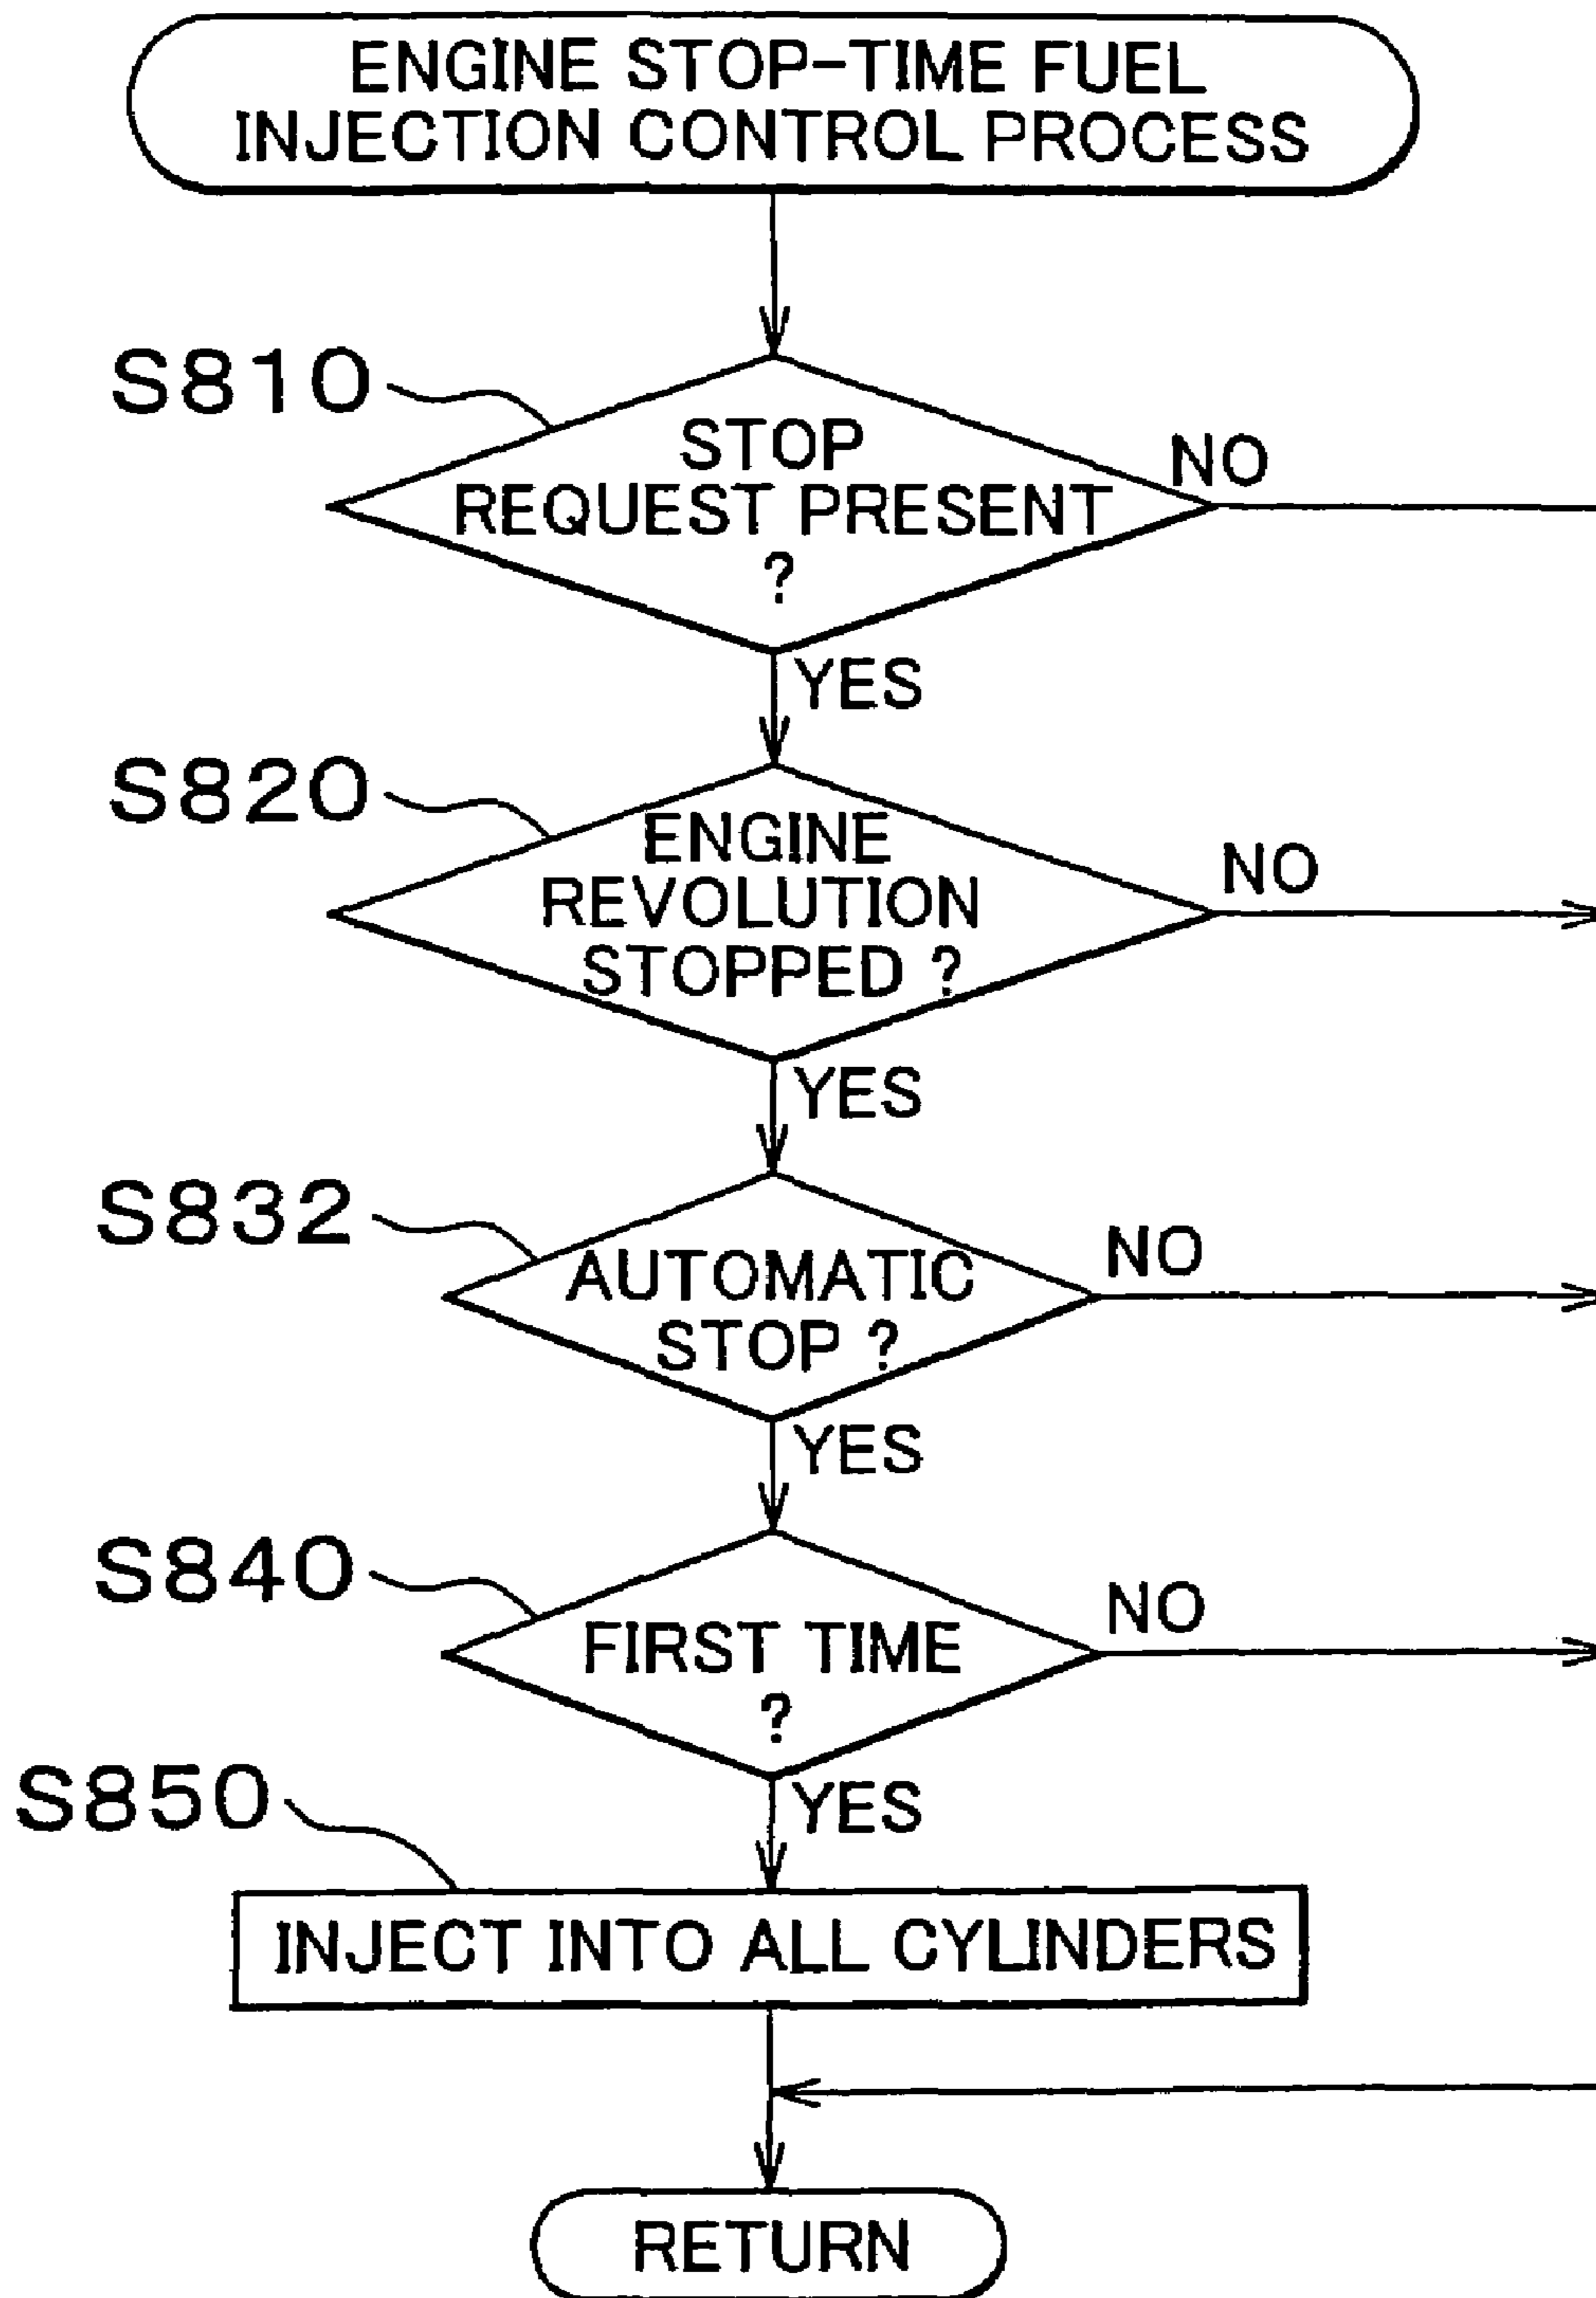 ENGINE STOP-TIME FUEL
INJECTION CONTROL PROCESS
S810
STOP
REQUEST PRESENT
?
NO
YES
S820
ENGINE
REVOLUTION
STOPPED ?
NO
YES
S832
AUTOMATIC
STOP ?
NO
YES
S840
FIRST TIME
?
NO
YES
S850
INJECT INTO ALL CYLINDERS
RETURN